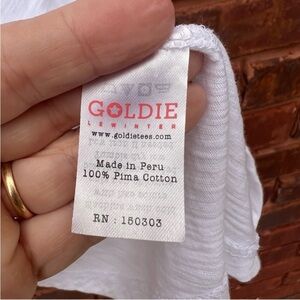 GOLDIE
LEWINTER
www.goldietees.com
Made in Peru
100% Pima Cotton
RN : 150303